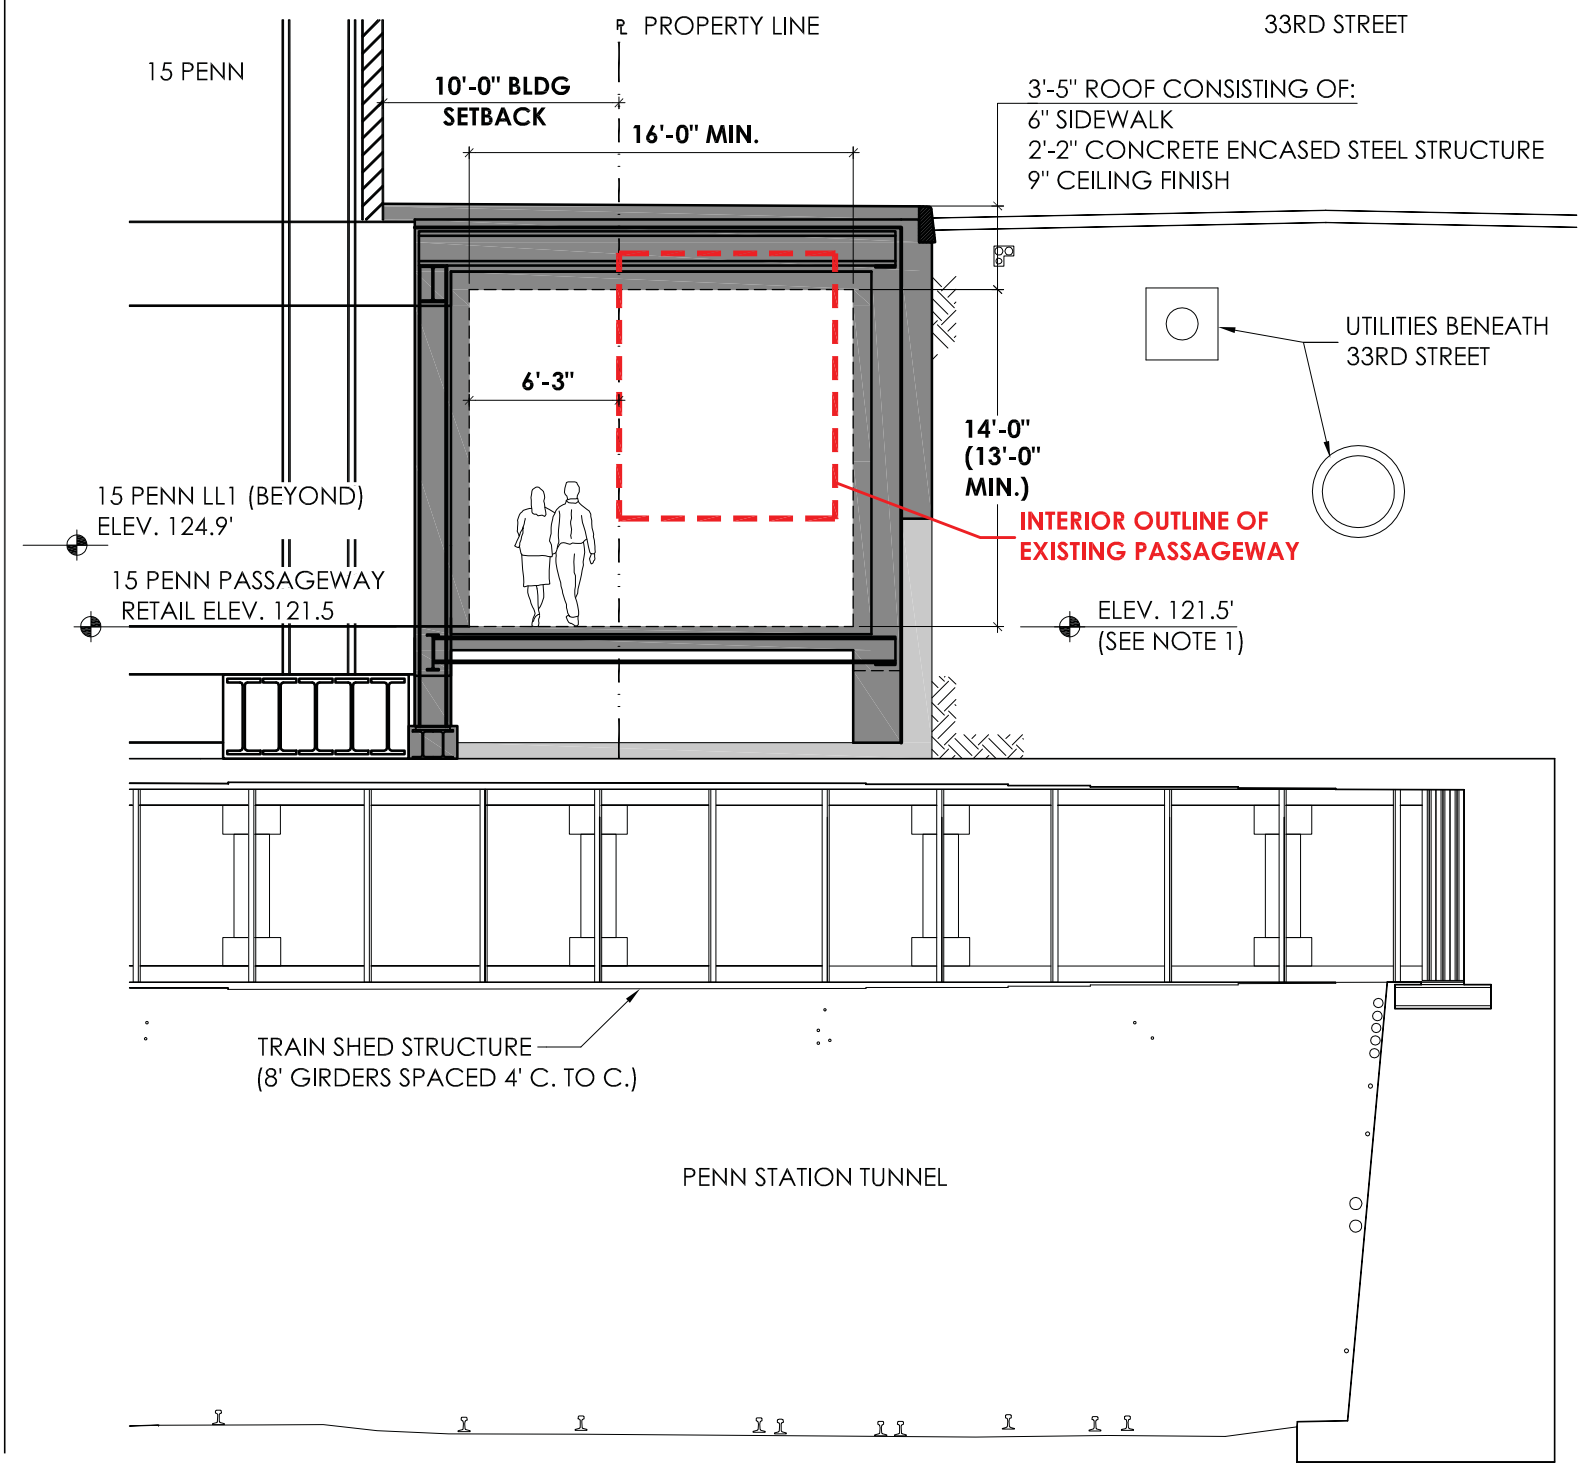 ℄ PROPERTY LINE
33RD STREET
15 PENN
10'-0" BLDG
SETBACK
16'-0" MIN.
3'-5" ROOF CONSISTING OF:
6" SIDEWALK
2'-2" CONCRETE ENCASED STEEL STRUCTURE
9" CEILING FINISH
UTILITIES BENEATH
33RD STREET
6'-3"
14'-0"
(13'-0"
MIN.)
15 PENN LL1 (BEYOND)
ELEV. 124.9'
INTERIOR OUTLINE OF
EXISTING PASSAGEWAY
15 PENN PASSAGEWAY
RETAIL ELEV. 121.5
ELEV. 121.5'
(SEE NOTE 1)
TRAIN SHED STRUCTURE
(8' GIRDERS SPACED 4' C. TO C.)
PENN STATION TUNNEL